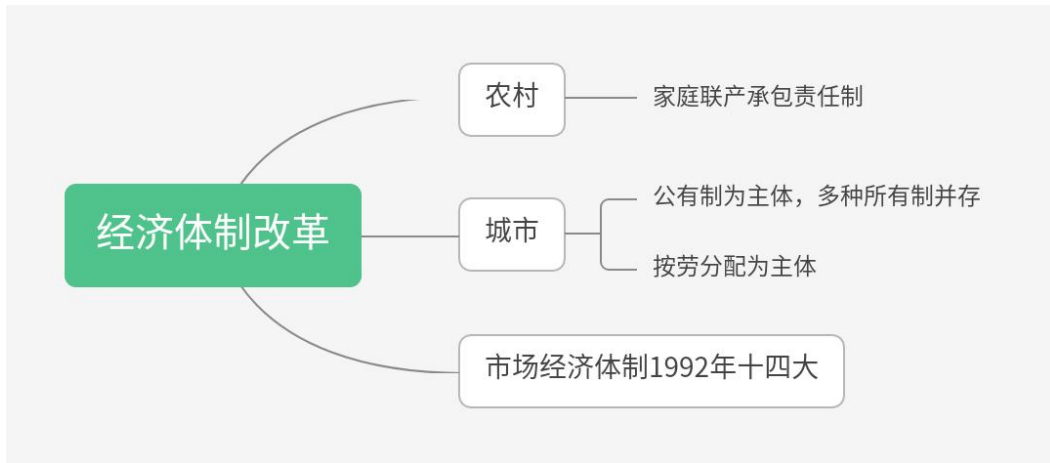 经济体制改革
农村
家庭联产承包责任制
城市
公有制为主体，多种所有制并存
按劳分配为主体
市场经济体制1992年十四大